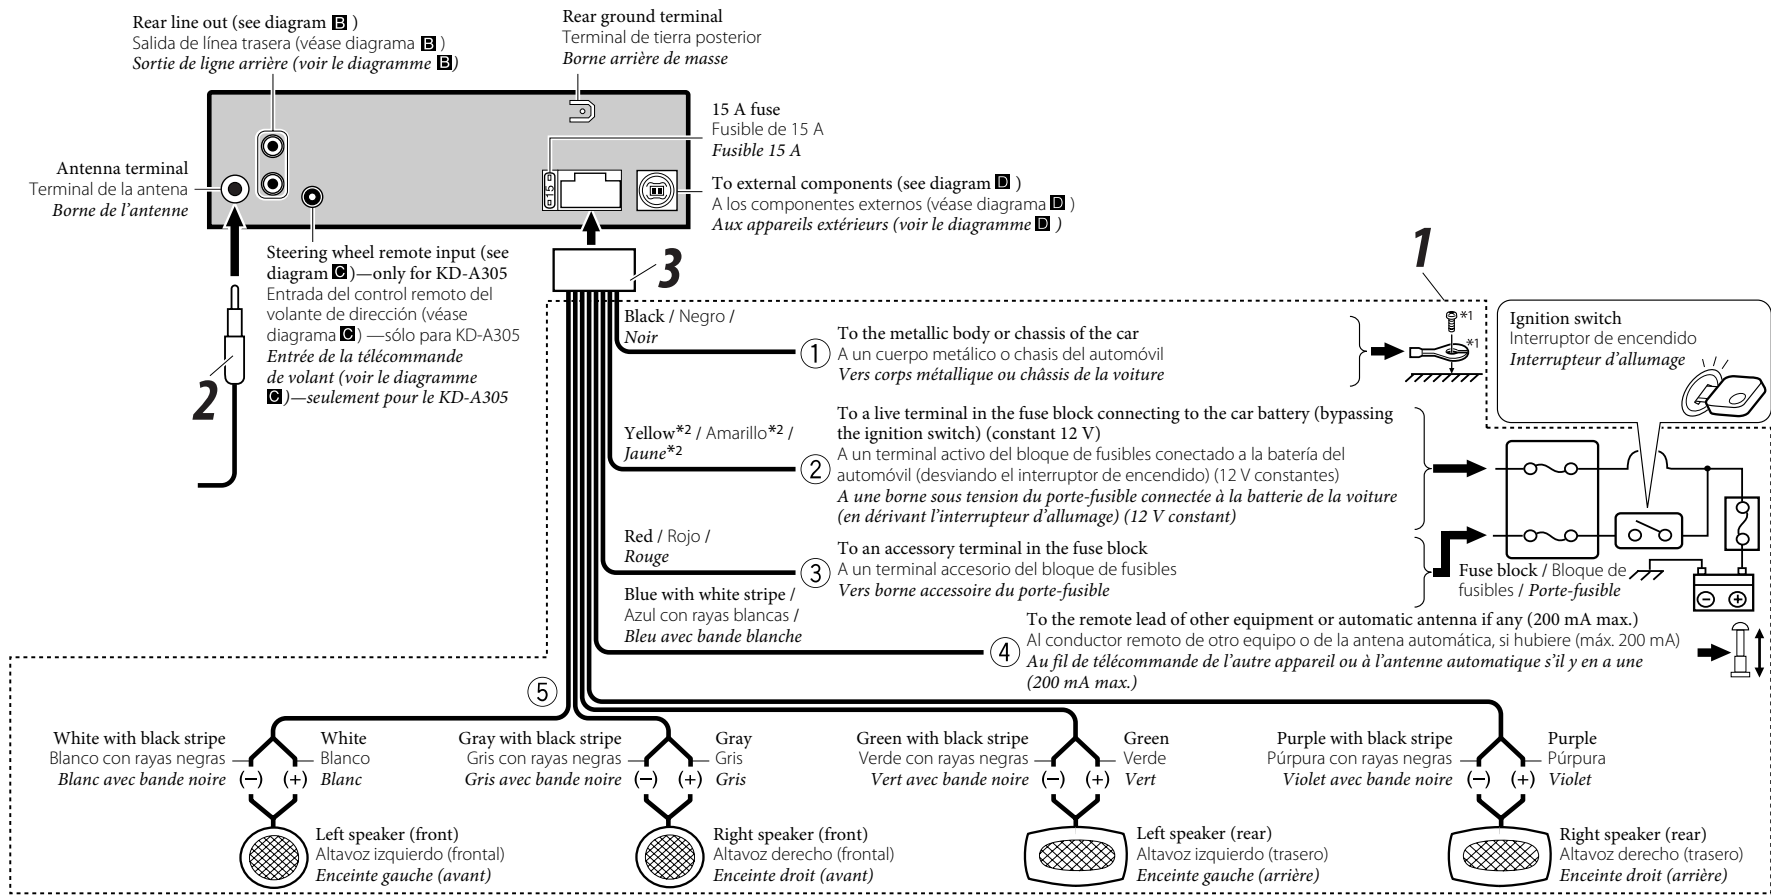 Rear line out (see diagram B )
Salida de línea trasera (véase diagrama B )
Sortie de ligne arrière (voir le diagramme B)
Rear ground terminal
Terminal de tierra posterior
Borne arrière de masse
15 A fuse
Fusible de 15 A
Fusible 15 A
Antenna terminal
Terminal de la antena
Borne de l'antenne
15
To external components (see diagram D )
A los componentes externos (véase diagrama D )
Aux appareils extérieurs (voir le diagramme D )
Steering wheel remote input (see
diagram C )—only for KD-A305
Entrada del control remoto del
volante de dirección (véase
diagrama C ) —sólo para KD-A305
Entrée de la télécommande
de volant (voir le diagramme
C )—seulement pour le KD-A305
2
3
1
Black / Negro /
Noir
1
To the metallic body or chassis of the car
A un cuerpo metálico o chasis del automóvil
Vers corps métallique ou châssis de la voiture
*1
*1
Ignition switch
Interruptor de encendido
Interrupteur d'allumage
Yellow*2 / Amarillo*2 /
Jaune*2
2
To a live terminal in the fuse block connecting to the car battery (bypassing
the ignition switch) (constant 12 V)
A un terminal activo del bloque de fusibles conectado a la batería del
automóvil (desviando el interruptor de encendido) (12 V constantes)
A une borne sous tension du porte-fusible connectée à la batterie de la voiture
(en dérivant l'interrupteur d'allumage) (12 V constant)
Red / Rojo /
Rouge
3
To an accessory terminal in the fuse block
A un terminal accesorio del bloque de fusibles
Vers borne accessoire du porte-fusible
Fuse block / Bloque de
fusibles / Porte-fusible
− +
Blue with white stripe /
Azul con rayas blancas /
Bleu avec bande blanche
4
To the remote lead of other equipment or automatic antenna if any (200 mA max.)
Al conductor remoto de otro equipo o de la antena automática, si hubiere (máx. 200 mA)
Au fil de télécommande de l'autre appareil ou à l'antenne automatique s'il y en a une
(200 mA max.)
5
White with black stripe
Blanco con rayas negras
Blanc avec bande noire
(−) (+)
White
Blanco
Blanc
Left speaker (front)
Altavoz izquierdo (frontal)
Enceinte gauche (avant)
Gray with black stripe
Gris con rayas negras
Gris avec bande noire
(−) (+)
Gray
Gris
Gris
Right speaker (front)
Altavoz derecho (frontal)
Enceinte droit (avant)
Green with black stripe
Verde con rayas negras
Vert avec bande noire
(−) (+)
Green
Verde
Vert
Left speaker (rear)
Altavoz izquierdo (trasero)
Enceinte gauche (arrière)
Purple with black stripe
Púrpura con rayas negras
Violet avec bande noire
(−) (+)
Purple
Púrpura
Violet
Right speaker (rear)
Altavoz derecho (trasero)
Enceinte droit (arrière)